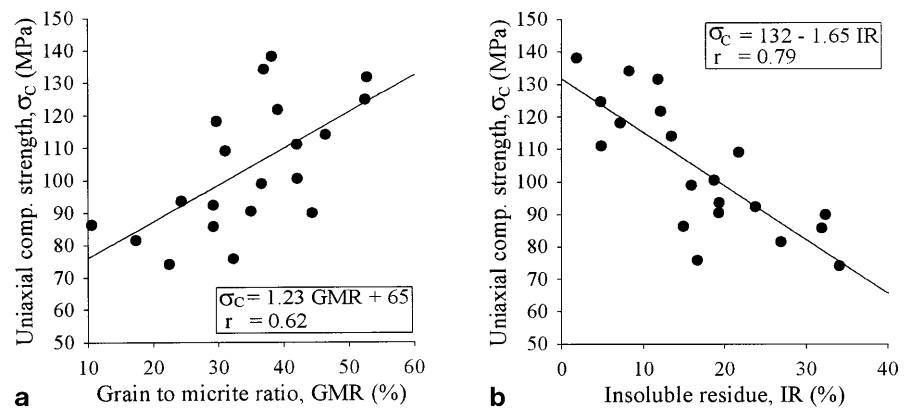 Uniaxial comp. strength, σC (MPa)
150
140
130
120
110
100
90
80
70
60
50
σC = 1.23 GMR + 65
r = 0.62
10 20 30 40 50 60
a Grain to micrite ratio, GMR (%)
Uniaxial comp. strength, σC (MPa)
150
140
130
120
110
100
90
80
70
60
50
σC = 132 - 1.65 IR
r = 0.79
0 10 20 30 40
b Insoluble residue, IR (%)